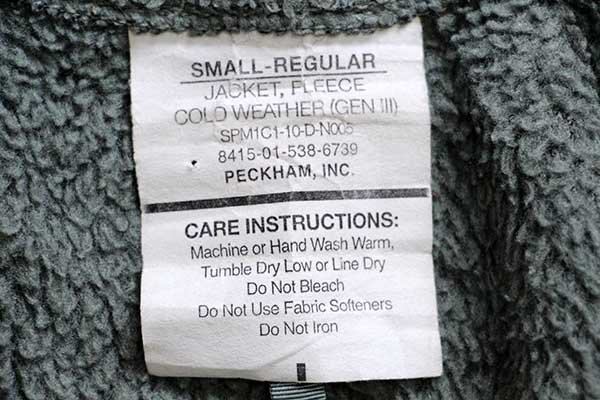 SMALL-REGULAR
JACKET, FLEECE
COLD WEATHER (GEN III)
SPM1C1-10-D-N005
8415-01-538-6739
PECKHAM, INC.
CARE INSTRUCTIONS:
Machine or Hand Wash Warm,
Tumble Dry Low or Line Dry
Do Not Bleach
Do Not Use Fabric Softeners
Do Not Iron